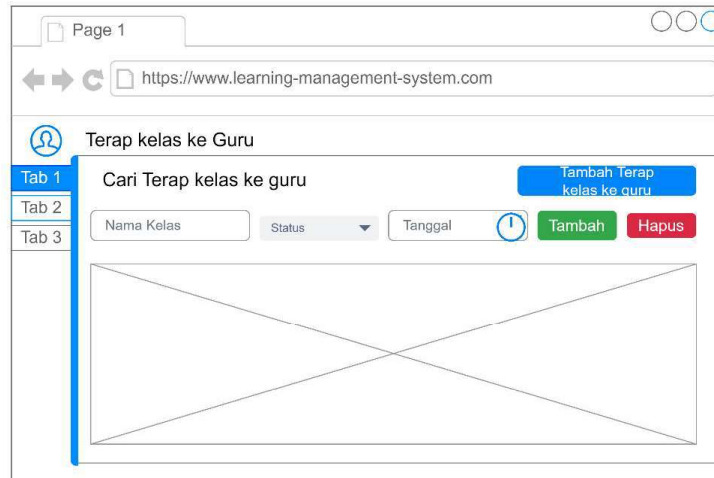 Page 1
https://www.learning-management-system.com
Terap kelas ke Guru
Tab 1
Cari Terap kelas ke guru
Tambah Terap
kelas ke guru
Tab 2
Nama Kelas
Status
Tanggal
Tambah
Hapus
Tab 3